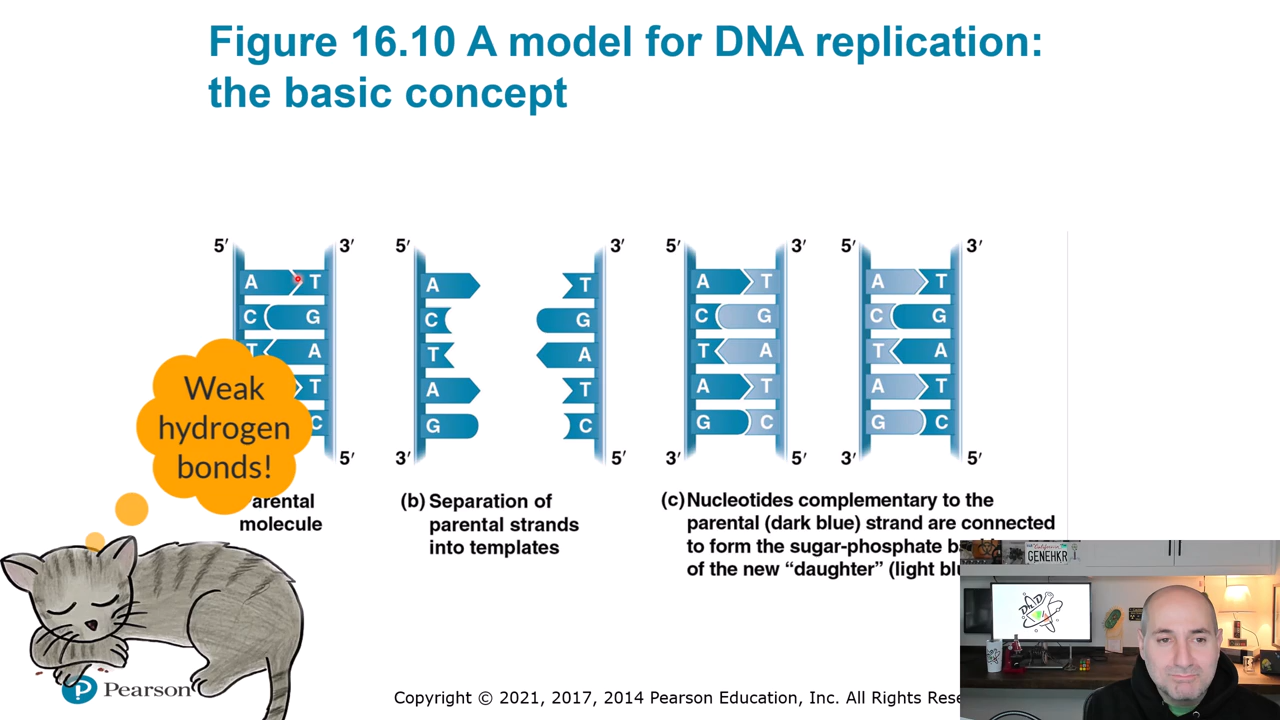 Figure 16.10 A model for DNA replication:
the basic concept
5′ 3′ 5′ 3′ 5′ 3′ 5′ 3′
A T A T A T A T
C G C G C G C G
T A T A T A T A
T A T A T A T
C G C G C G C
5′ 3′ 5′ 3′ 5′ 3′ 5′
Weak
hydrogen
bonds!
arental
molecule
(b) Separation of
parental strands
into templates
(c) Nucleotides complementary to the
parental (dark blue) strand are connected
to form the sugar-phosphate b
of the new “daughter” (light blu
GENEHKR
Pearson
Copyright © 2021, 2017, 2014 Pearson Education, Inc. All Rights Rese